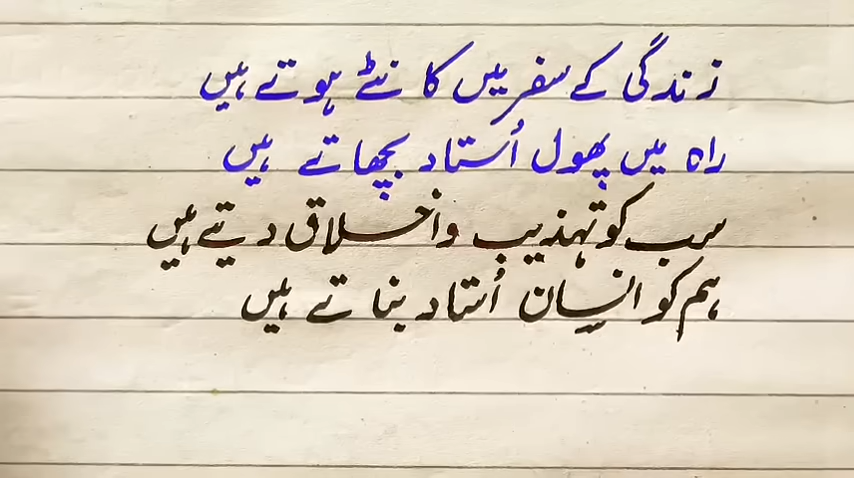 زندگی کے سفر میں کانٹے ہوتے ہیں
راہ میں پھول اُستاد بچھاتے ہیں
سب کو تہذیب و اخلاق دیتے ہیں
ہم کو انسان اُستاد بناتے ہیں